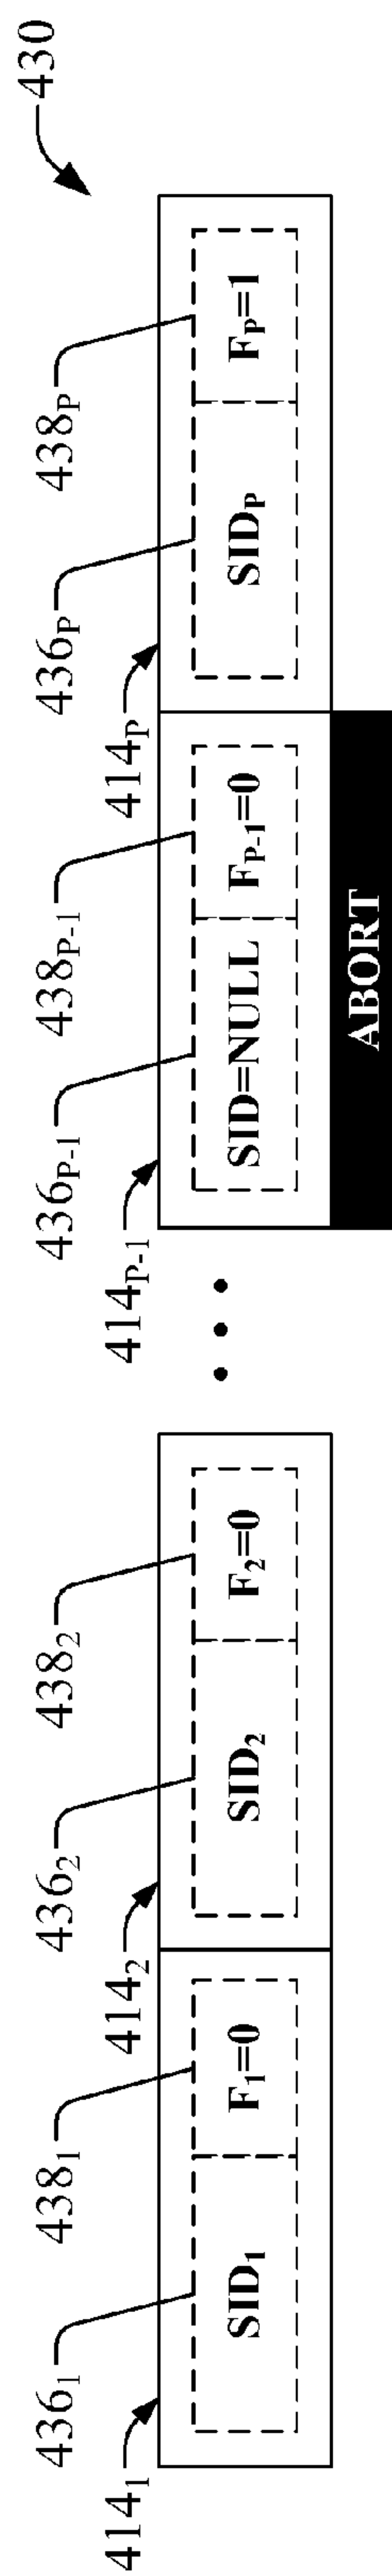 430
436₁ 438₁ 436₂ 438₂ 436P-1 438P-1 436P 438P
414₁ 414₂ 414P-1 414P
SID₁ F₁=0 SID₂ F₂=0 • • • SID=NULL FP-1=0 SIDP FP=1
ABORT